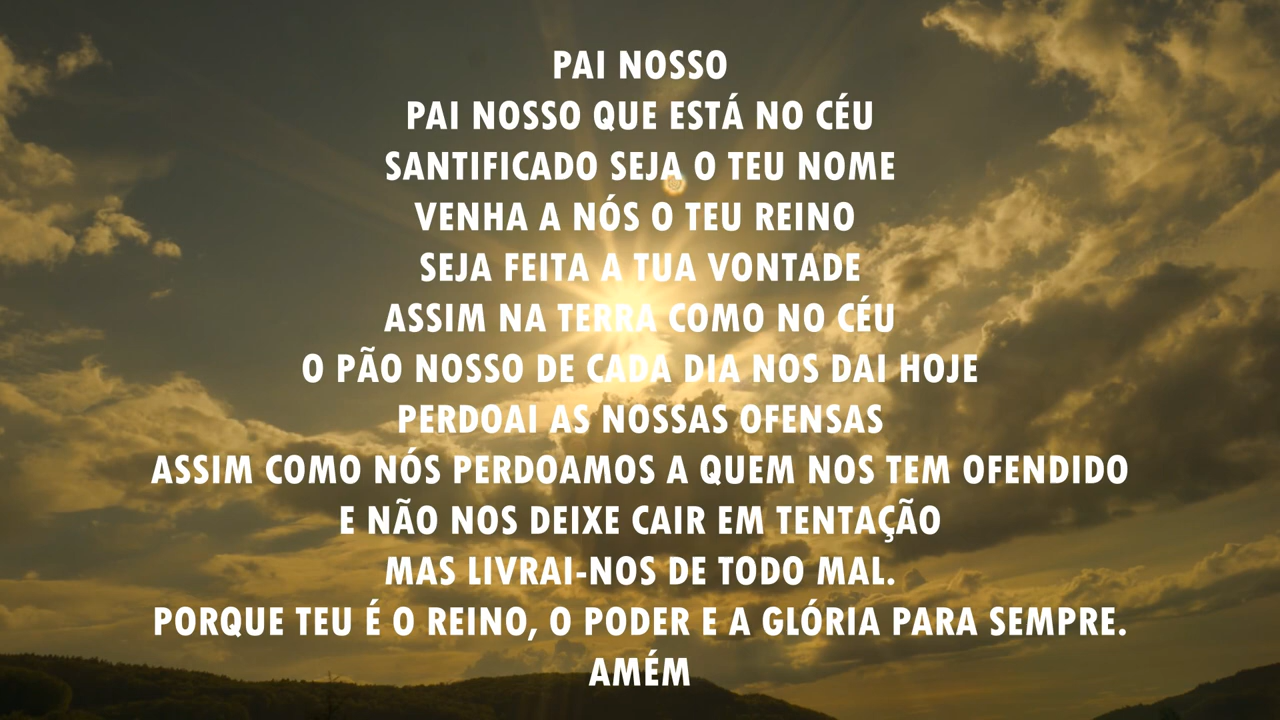 PAI NOSSO
PAI NOSSO QUE ESTÁ NO CÉU
SANTIFICADO SEJA O TEU NOME
VENHA A NÓS O TEU REINO
SEJA FEITA A TUA VONTADE
ASSIM NA TERRA COMO NO CÉU
O PÃO NOSSO DE CADA DIA NOS DAI HOJE
PERDOAI AS NOSSAS OFENSAS
ASSIM COMO NÓS PERDOAMOS A QUEM NOS TEM OFENDIDO
E NÃO NOS DEIXE CAIR EM TENTAÇÃO
MAS LIVRAI-NOS DE TODO MAL.
PORQUE TEU É O REINO, O PODER E A GLÓRIA PARA SEMPRE.
AMÉM